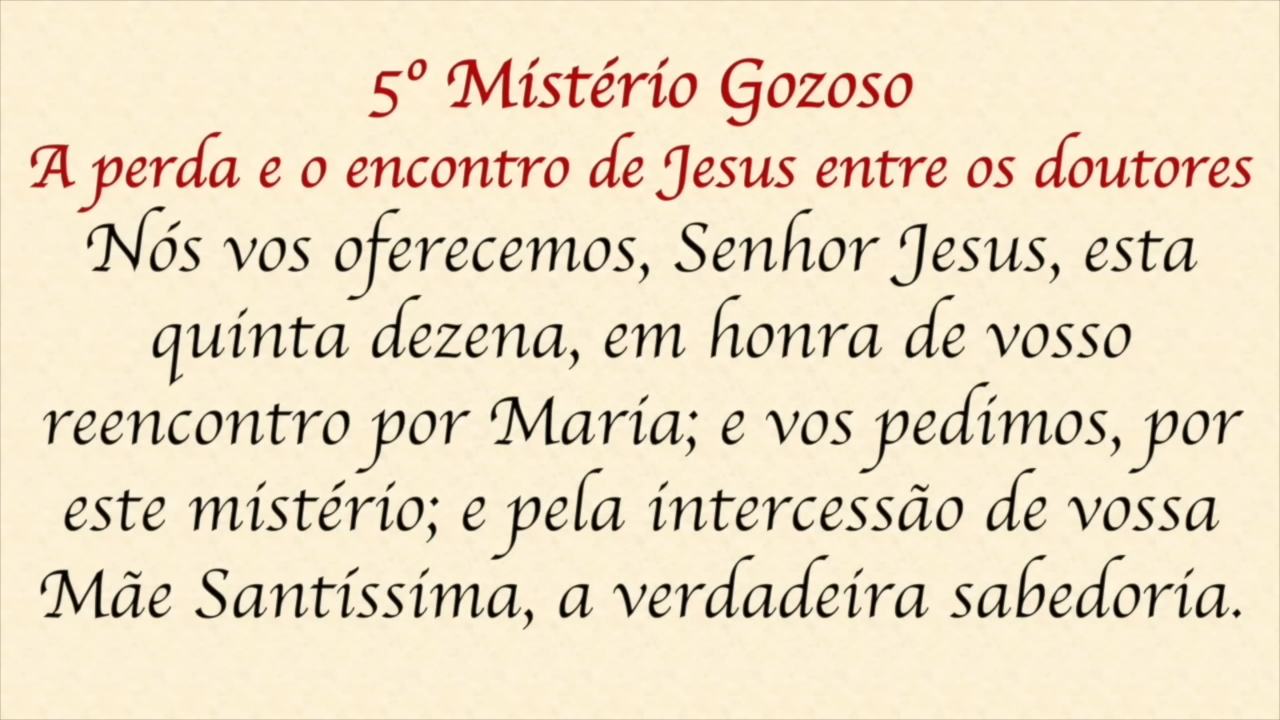 5º Mistério Gozoso
A perda e o encontro de Jesus entre os doutores
Nós vos oferecemos, Senhor Jesus, esta
quinta dezena, em honra de vosso
reencontro por Maria; e vos pedimos, por
este mistério; e pela intercessão de vossa
Mãe Santíssima, a verdadeira sabedoria.